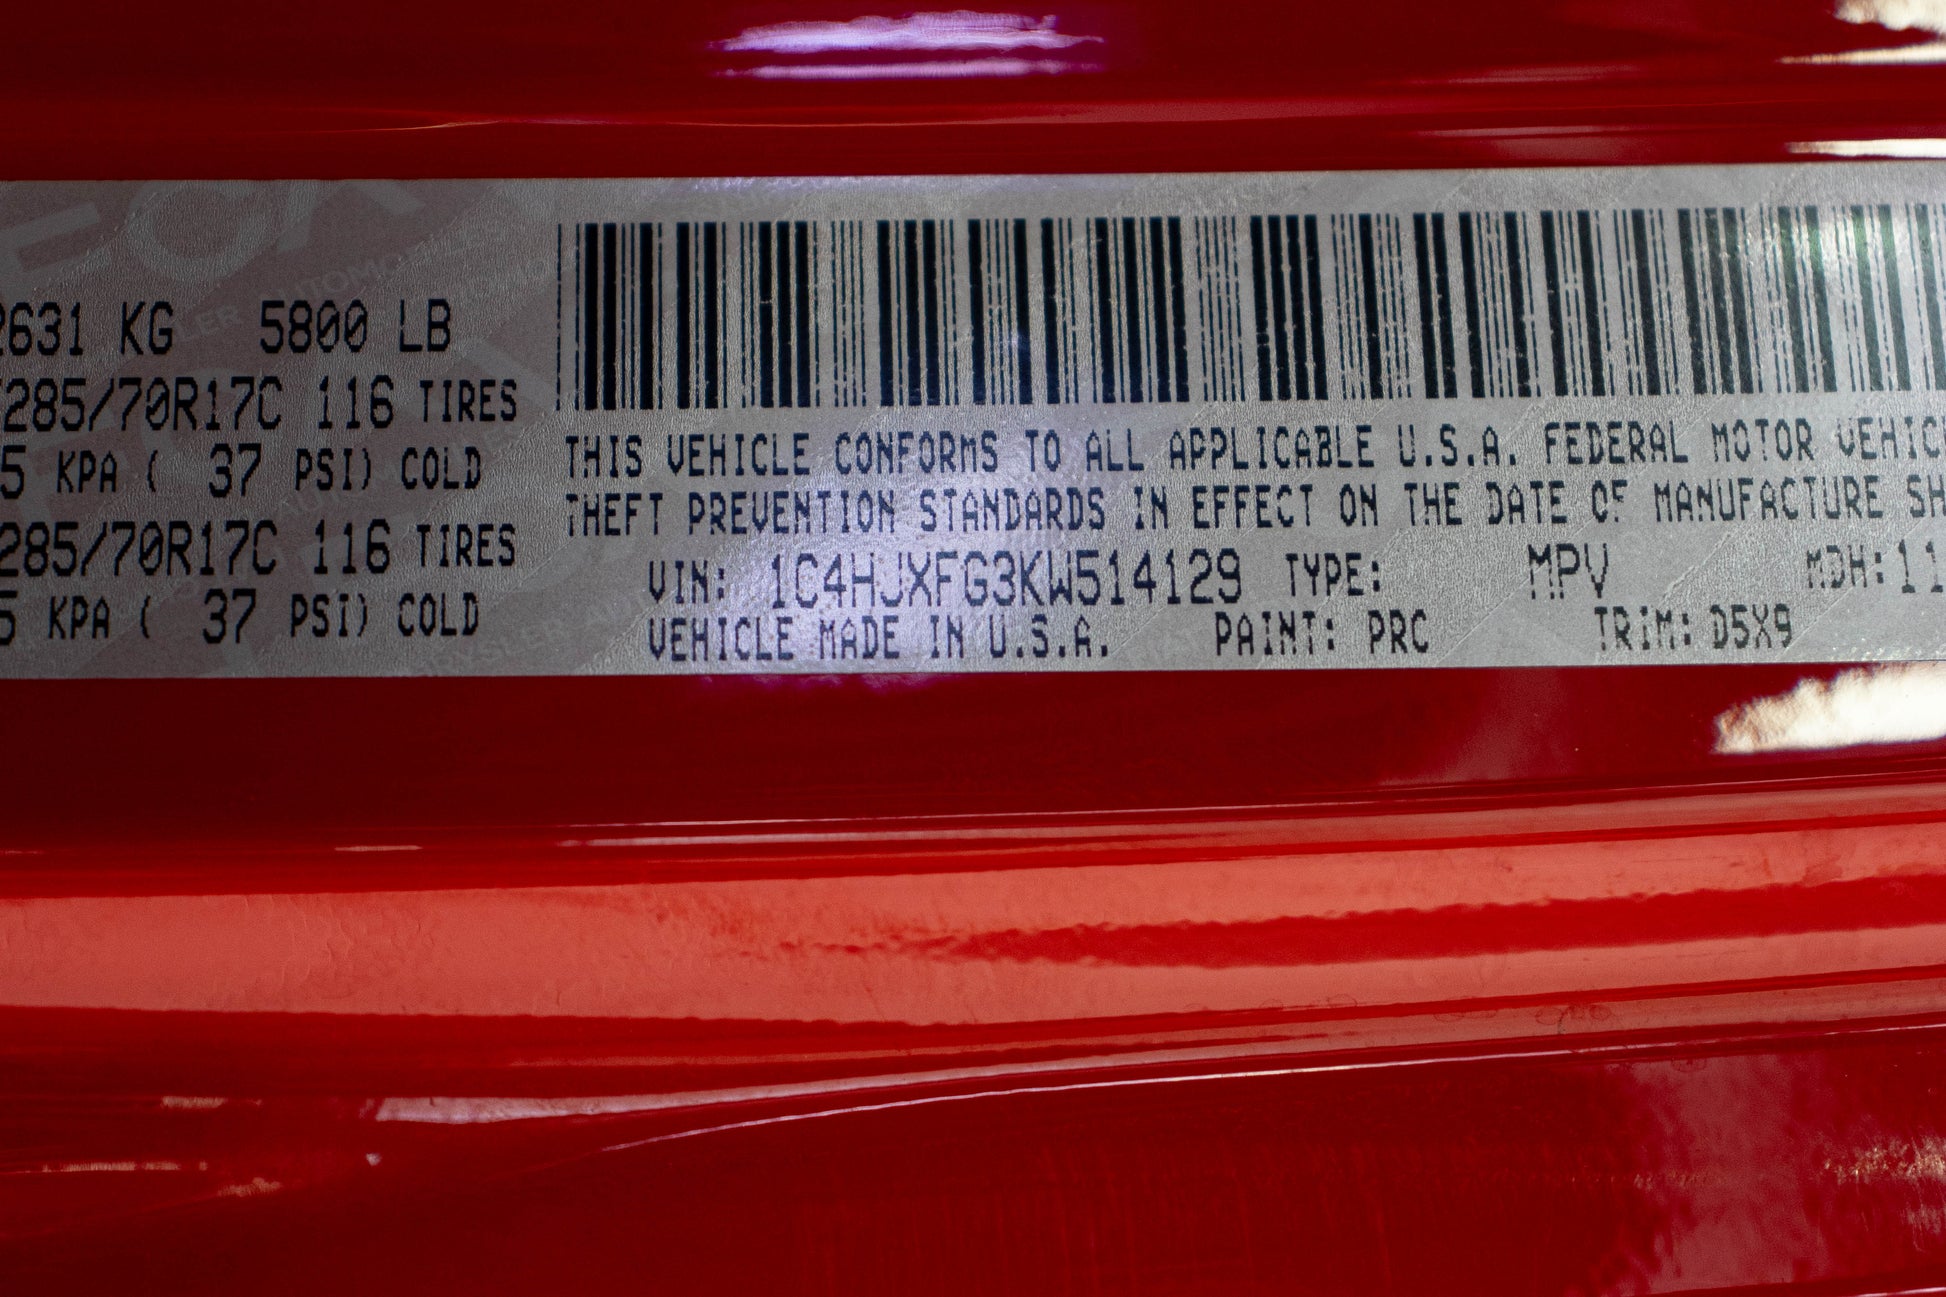 2631 KG 5800 LB
285/70R17C 116 TIRES
5 KPA ( 37 PSI) COLD
285/70R17C 116 TIRES
5 KPA ( 37 PSI) COLD
THIS VEHICLE CONFORMS TO ALL APPLICABLE U.S.A. FEDERAL MOTOR VEHIC
THEFT PREVENTION STANDARDS IN EFFECT ON THE DATE OF MANUFACTURE SH
VIN: 1C4HJXFG3KW514129 TYPE: MPV MDH:11
VEHICLE MADE IN U.S.A. PAINT: PRC TRIM: D5X9